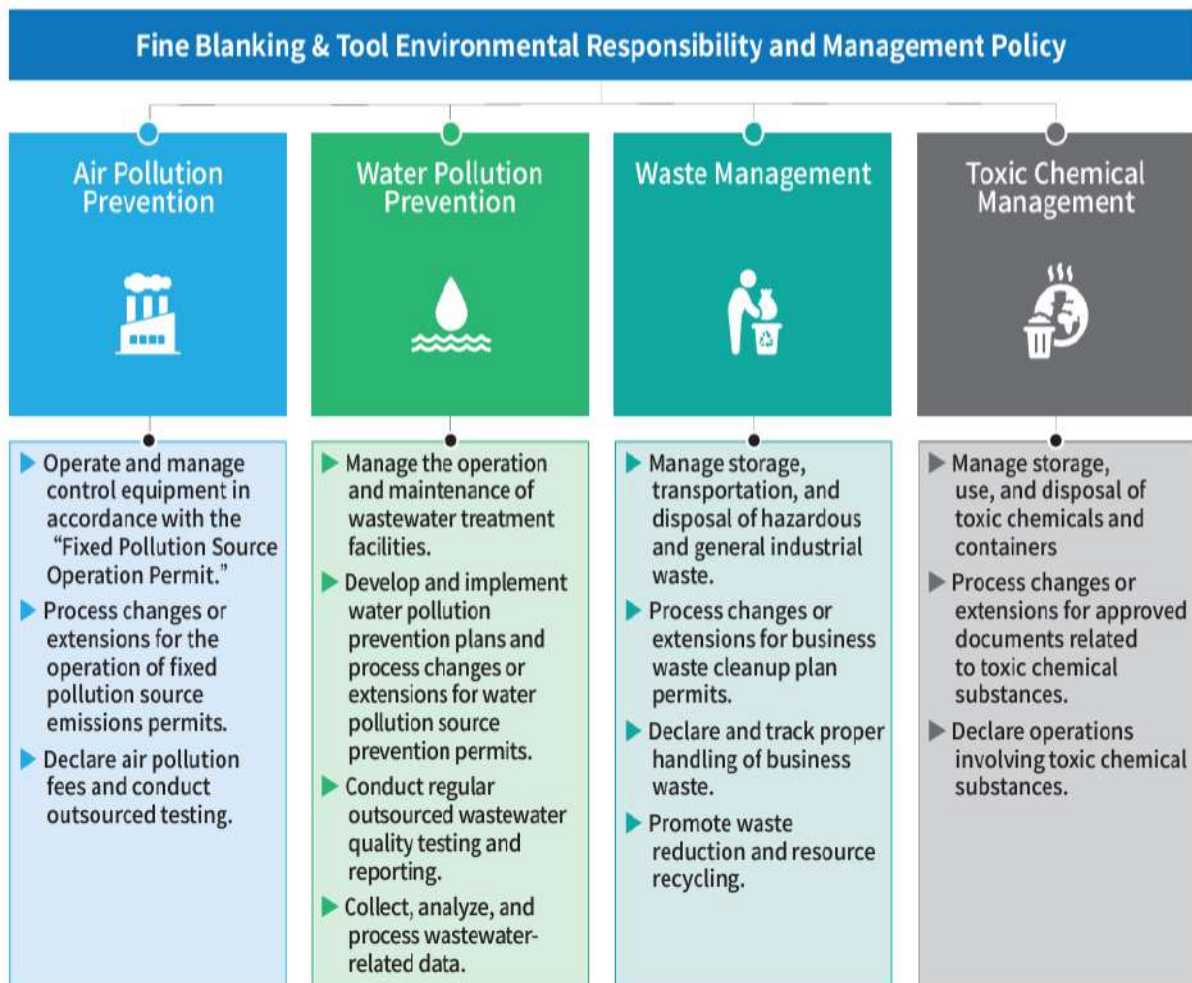 Fine Blanking & Tool Environmental Responsibility and Management Policy
Air Pollution
Prevention
▶ Operate and manage
control equipment in
accordance with the
“Fixed Pollution Source
Operation Permit.”
▶ Process changes or
extensions for the
operation of fixed
pollution source
emissions permits.
▶ Declare air pollution
fees and conduct
outsourced testing.
Water Pollution
Prevention
▶ Manage the operation
and maintenance of
wastewater treatment
facilities.
▶ Develop and implement
water pollution
prevention plans and
process changes or
extensions for water
pollution source
prevention permits.
▶ Conduct regular
outsourced wastewater
quality testing and
reporting.
▶ Collect, analyze, and
process wastewater-
related data.
Waste Management
▶ Manage storage,
transportation, and
disposal of hazardous
and general industrial
waste.
▶ Process changes or
extensions for business
waste cleanup plan
permits.
▶ Declare and track proper
handling of business
waste.
▶ Promote waste
reduction and resource
recycling.
Toxic Chemical
Management
▶ Manage storage,
use, and disposal of
toxic chemicals and
containers
▶ Process changes or
extensions for approved
documents related
to toxic chemical
substances.
▶ Declare operations
involving toxic chemical
substances.